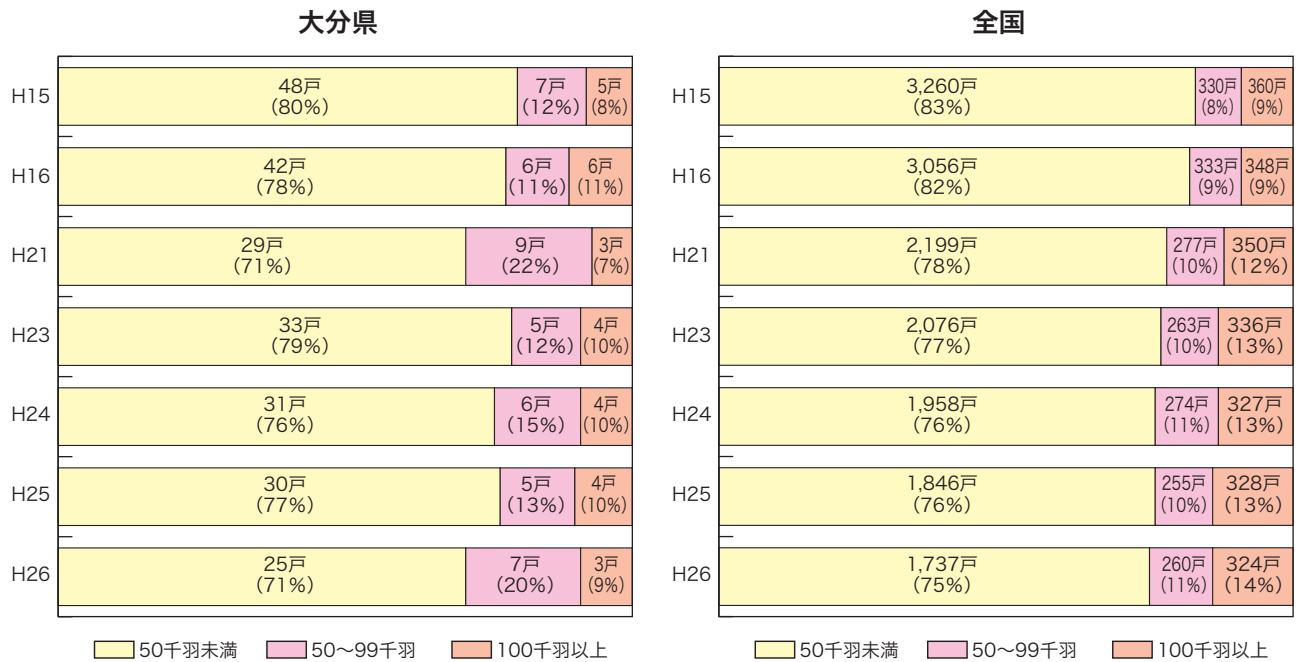 大分県
H15
48戸
(80%)
7戸
(12%)
5戸
(8%)
H16
42戸
(78%)
6戸
(11%)
6戸
(11%)
H21
29戸
(71%)
9戸
(22%)
3戸
(7%)
H23
33戸
(79%)
5戸
(12%)
4戸
(10%)
H24
31戸
(76%)
6戸
(15%)
4戸
(10%)
H25
30戸
(77%)
5戸
(13%)
4戸
(10%)
H26
25戸
(71%)
7戸
(20%)
3戸
(9%)
50千羽未満
50〜99千羽
100千羽以上
全国
H15
3,260戸
(83%)
330戸
(8%)
360戸
(9%)
H16
3,056戸
(82%)
333戸
(9%)
348戸
(9%)
H21
2,199戸
(78%)
277戸
(10%)
350戸
(12%)
H23
2,076戸
(77%)
263戸
(10%)
336戸
(13%)
H24
1,958戸
(76%)
274戸
(11%)
327戸
(13%)
H25
1,846戸
(76%)
255戸
(10%)
328戸
(13%)
H26
1,737戸
(75%)
260戸
(11%)
324戸
(14%)
50千羽未満
50〜99千羽
100千羽以上